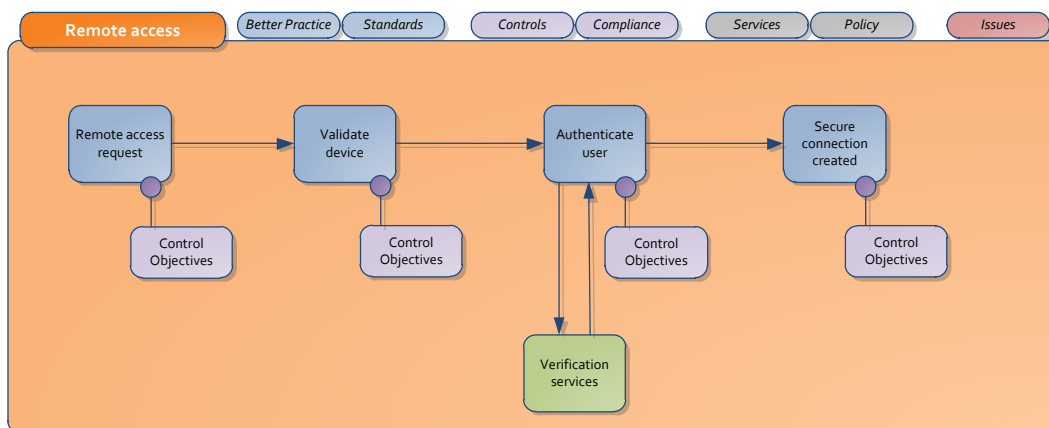 Remote access
Better Practice
Standards
Controls
Compliance
Services
Policy
Issues
Remote access
request
Validate
device
Authenticate
user
Secure
connection
created
Control
Objectives
Control
Objectives
Control
Objectives
Control
Objectives
Verification
services